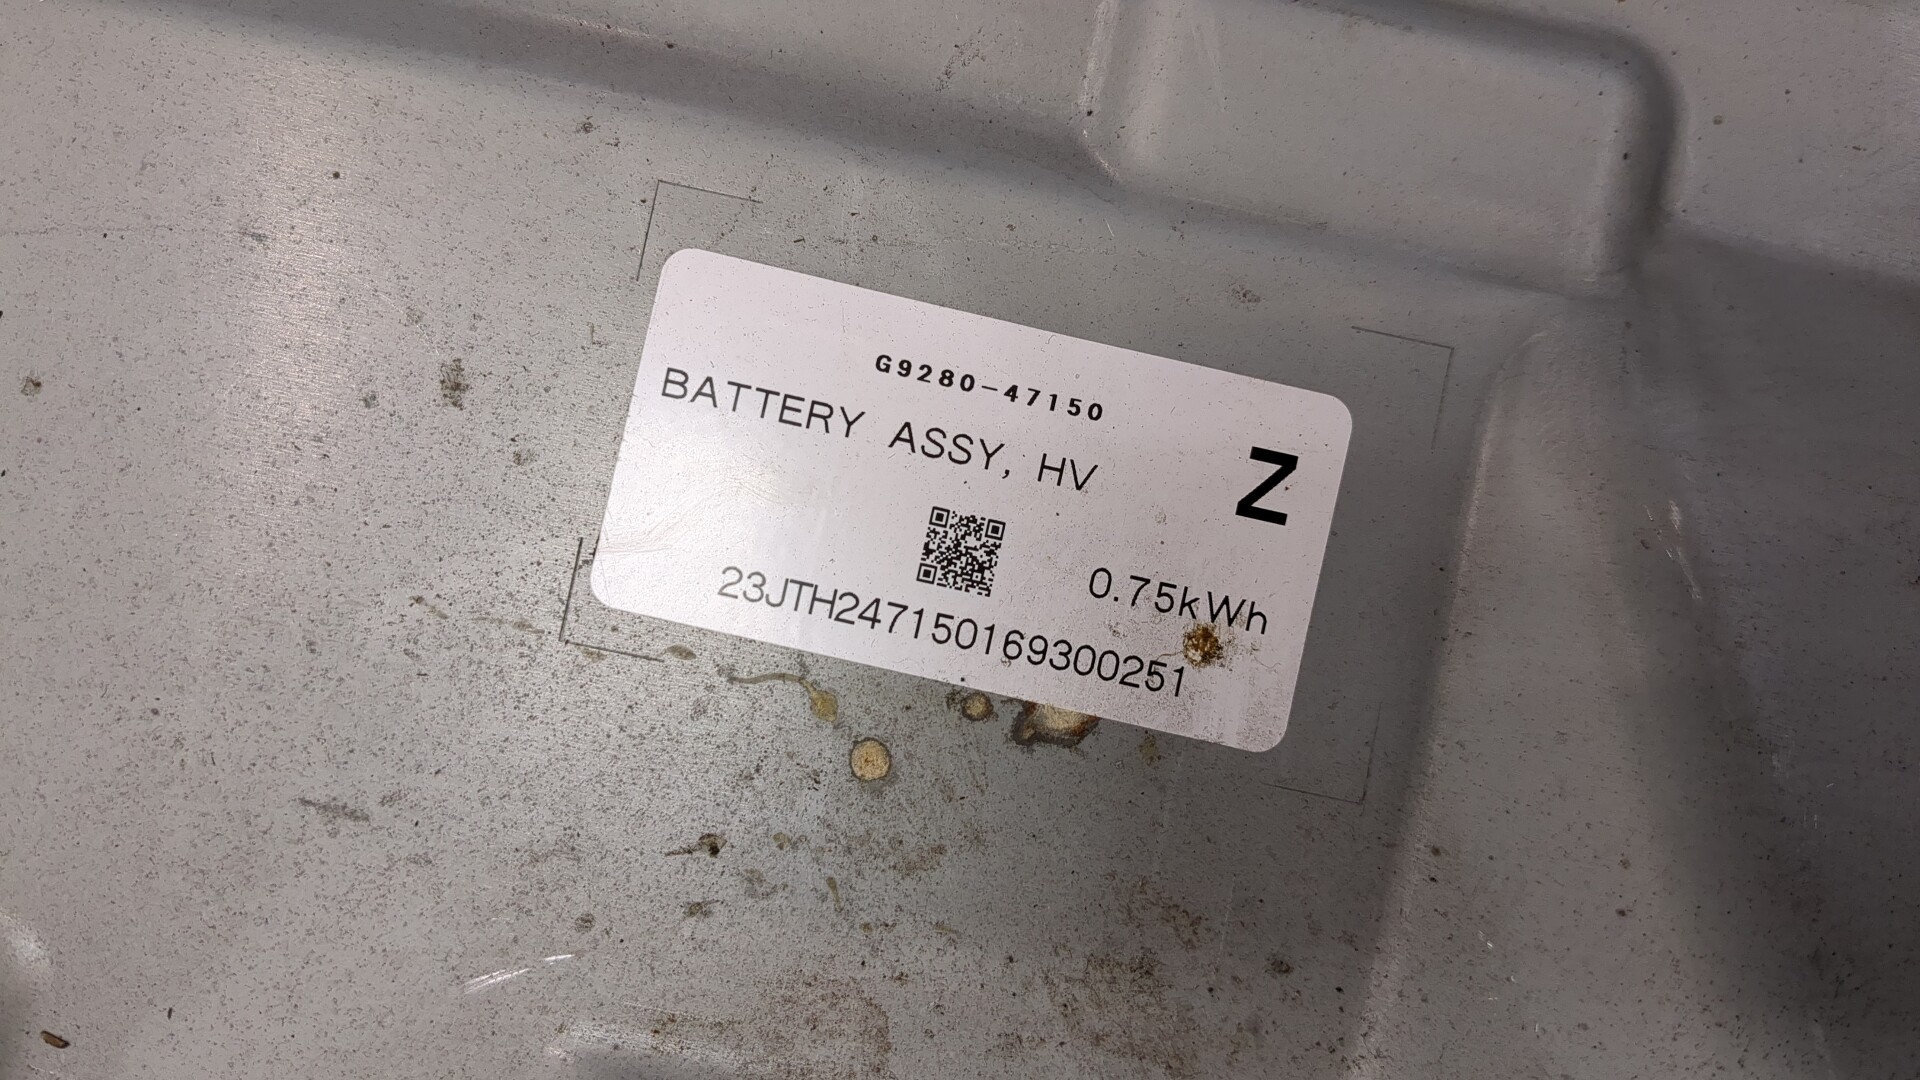 G9280-47150
BATTERY ASSY, HV
Z
0.75kWh
23JTH247150169300251